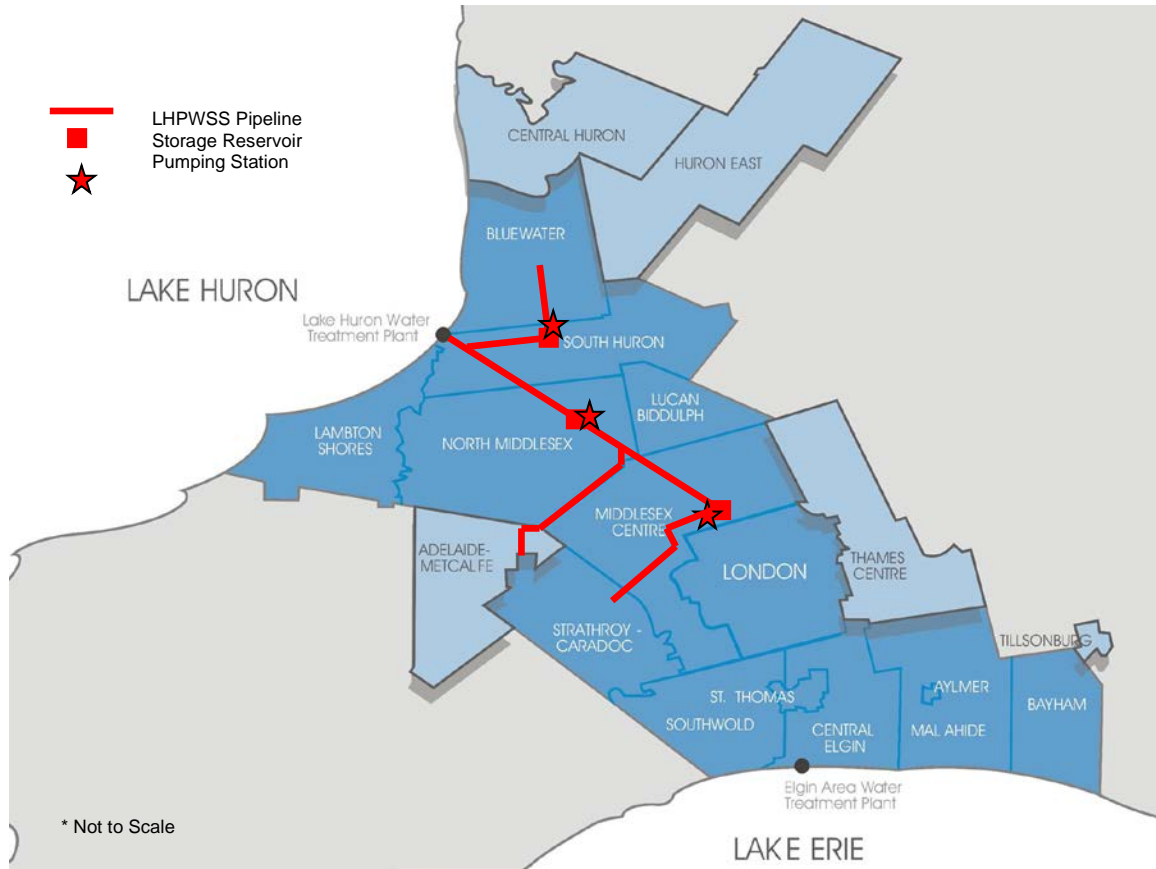 LHPWSS Pipeline
Storage Reservoir
Pumping Station
CENTRAL HURON
HURON EAST
BLUEWATER
LAKE HURON
Lake Huron Water
Treatment Plant
SOUTH HURON
LUCAN
BIDDULPH
LAMBTON
SHORES
NORTH MIDDLESEX
MIDDLESEX
CENTRE
ADELAIDE-
METCALFE
LONDON
THAMES
CENTRE
STRATHROY -
CARADOC
TILLSONBURG
ST. THOMAS
AYLMER
SOUTHWOLD
CENTRAL
ELGIN
MALAHIDE
BAYHAM
Elgin Area Water
Treatment Plant
* Not to Scale
LAKE ERIE